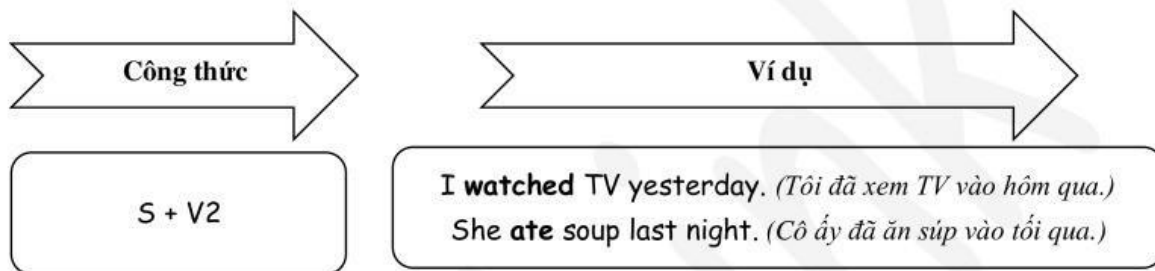 Công thức
Ví dụ
S + V2
I watched TV yesterday. (Tôi đã xem TV vào hôm qua.)
She ate soup last night. (Cô ấy đã ăn súp vào tối qua.)